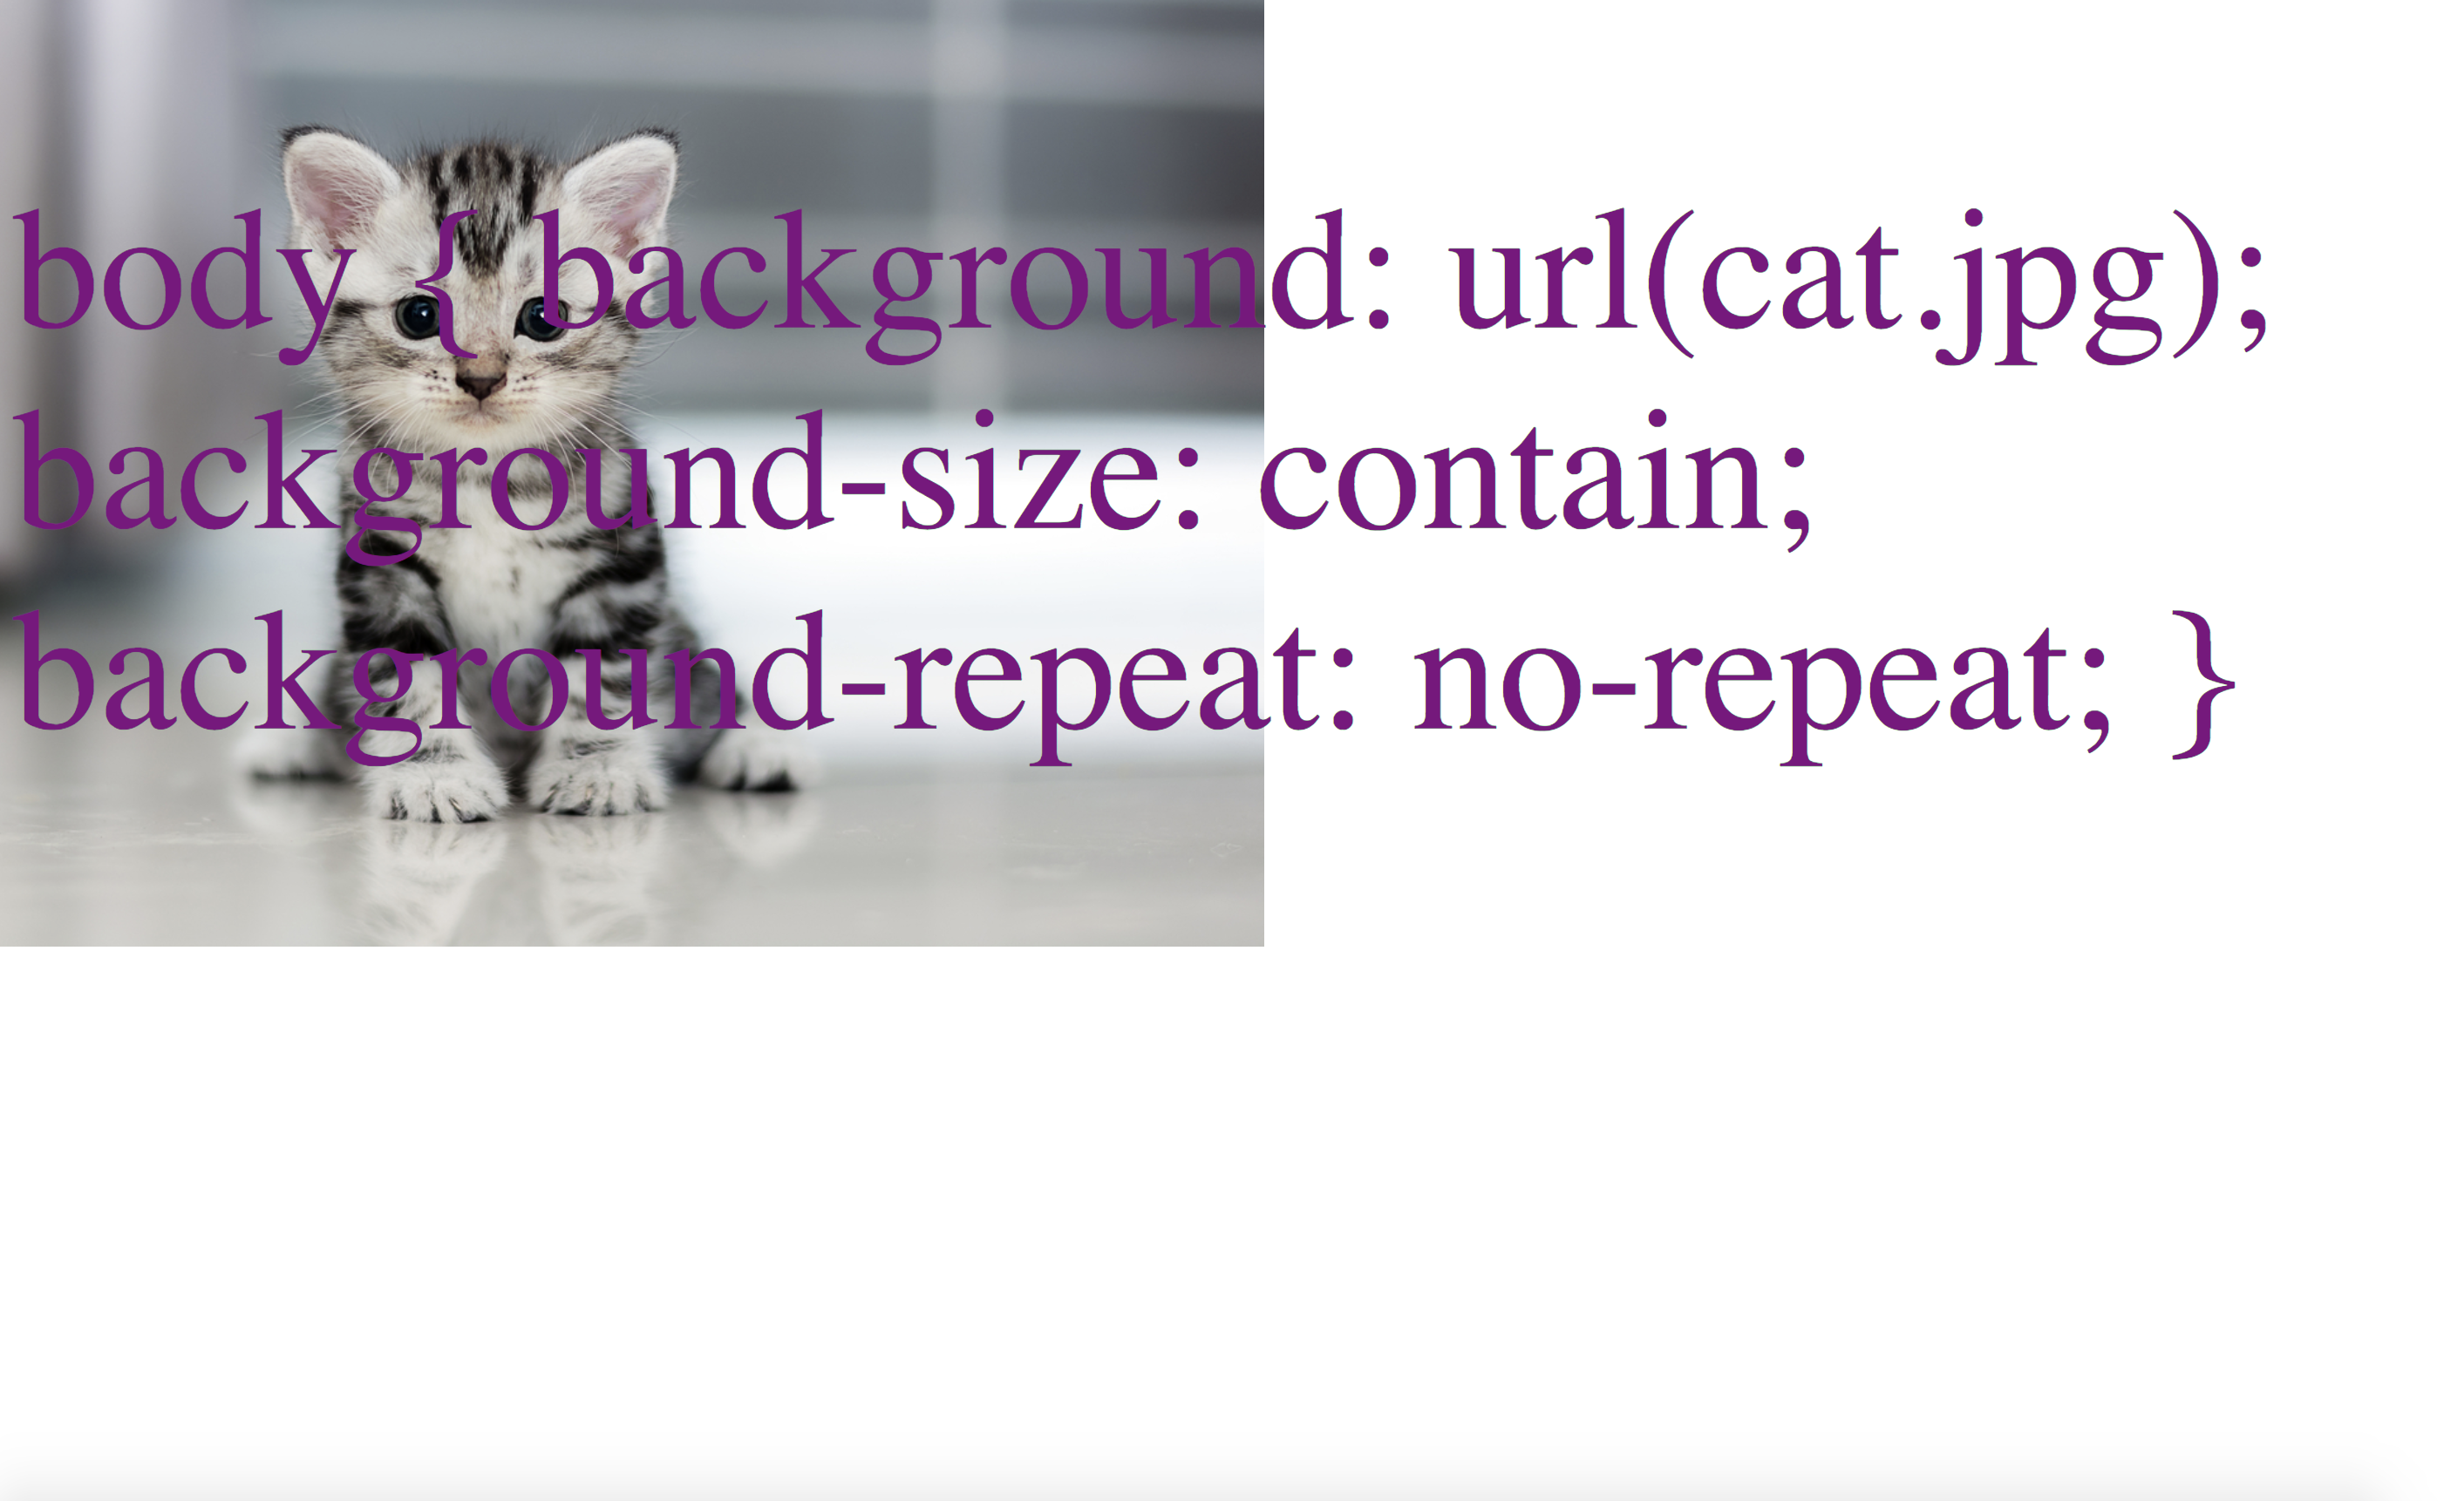 body { background: url(cat.jpg);
background-size: contain;
background-repeat: no-repeat; }